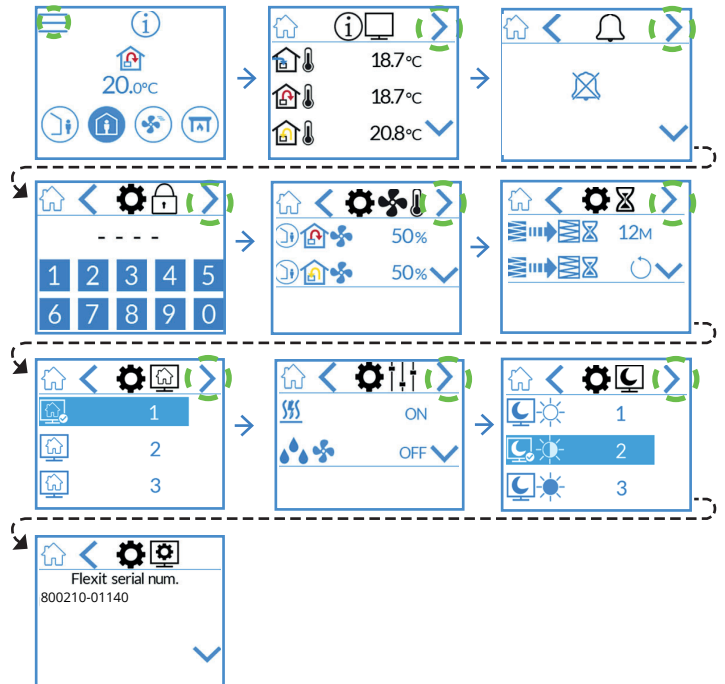 i
20.0°C
i
18.7°C
18.7°C
20.8°C
- - - -
1 2 3 4 5
6 7 8 9 0
50%
50%
12M
1
2
3
ON
OFF
1
2
3
Flexit serial num.
800210-01140